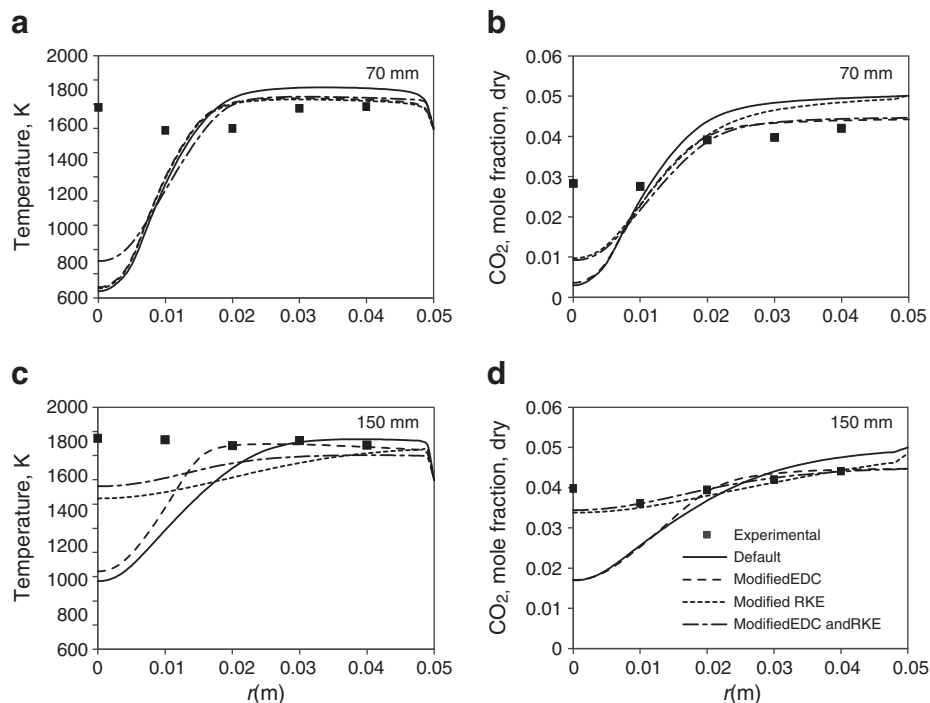 a
2000
1800
1600
1400
1200
1000
800
600
Temperature, K
70 mm
0
0.01
0.02
0.03
0.04
0.05
b
0.06
0.05
0.04
0.03
0.02
0.01
0
CO2, mole fraction, dry
70 mm
0
0.01
0.02
0.03
0.04
0.05
c
2000
1800
1600
1400
1200
1000
800
600
Temperature, K
150 mm
0
0.01
0.02
0.03
0.04
0.05
r(m)
d
0.06
0.05
0.04
0.03
0.02
0.01
0
CO2, mole fraction, dry
150 mm
Experimental
Default
ModifiedEDC
Modified RKE
ModifiedEDC andRKE
0
0.01
0.02
0.03
0.04
0.05
r(m)